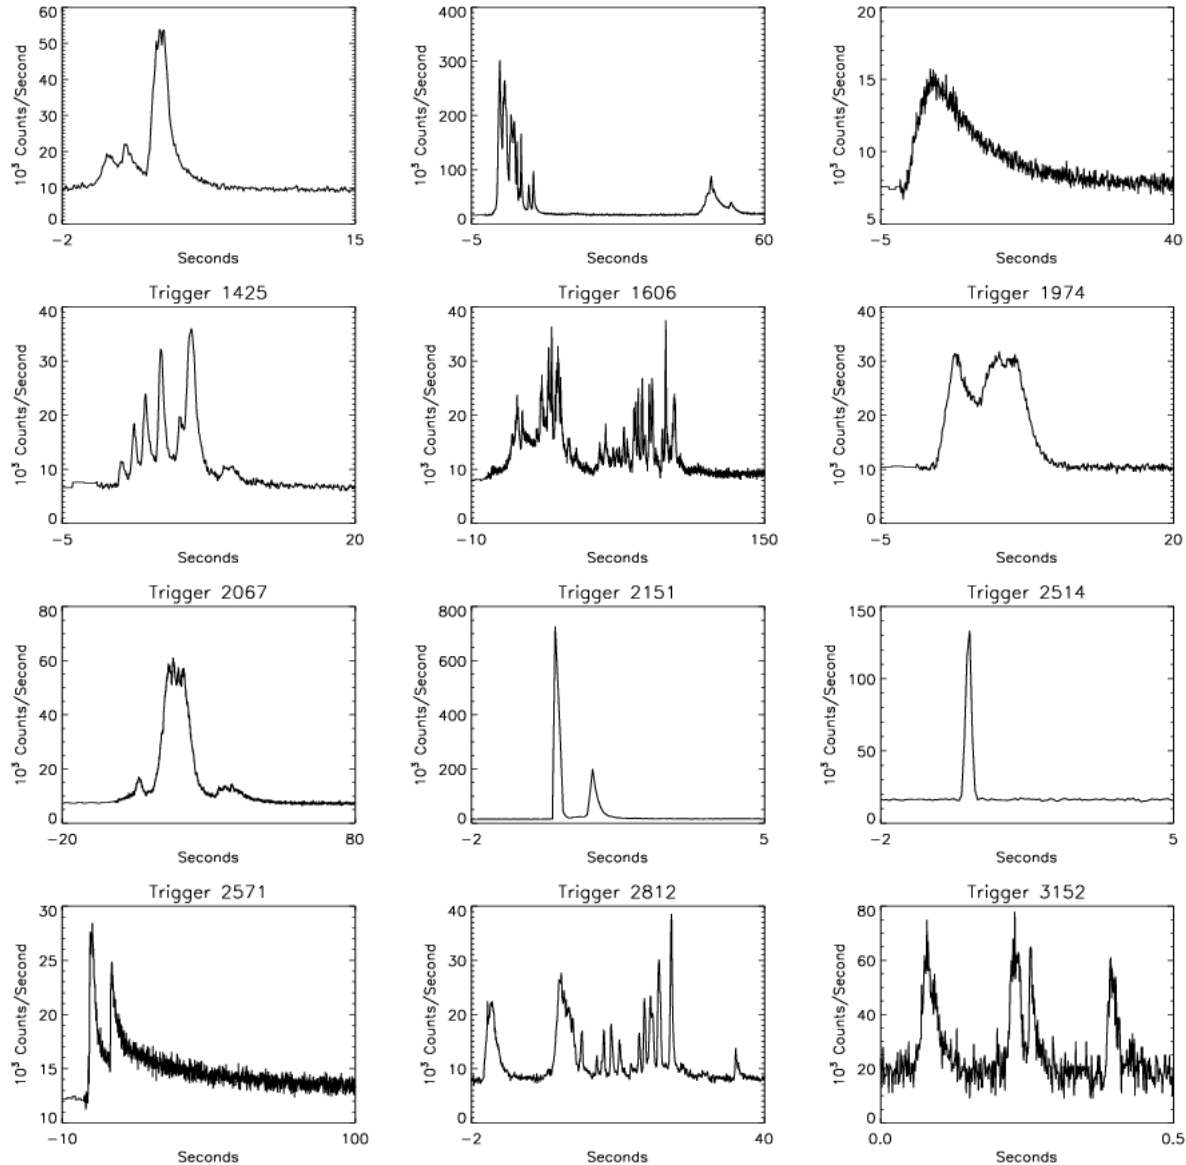 60
50
40
30
20
10
0
10³ Counts/Second
-2 15
Seconds
400
300
200
100
0
10³ Counts/Second
-5 60
Seconds
20
15
10
5
10³ Counts/Second
-5 40
Seconds
Trigger 1425
40
30
20
10
0
10³ Counts/Second
-5 20
Seconds
Trigger 1606
40
30
20
10
0
10³ Counts/Second
-10 150
Seconds
Trigger 1974
40
30
20
10
0
10³ Counts/Second
-5 20
Seconds
Trigger 2067
80
60
40
20
0
10³ Counts/Second
-20 80
Seconds
Trigger 2151
800
600
400
200
0
10³ Counts/Second
-2 5
Seconds
Trigger 2514
150
100
50
0
10³ Counts/Second
-2 5
Seconds
Trigger 2571
30
25
20
15
10
10³ Counts/Second
-10 100
Seconds
Trigger 2812
40
30
20
10
0
10³ Counts/Second
-2 40
Seconds
Trigger 3152
80
60
40
20
0
10³ Counts/Second
0.0 0.5
Seconds